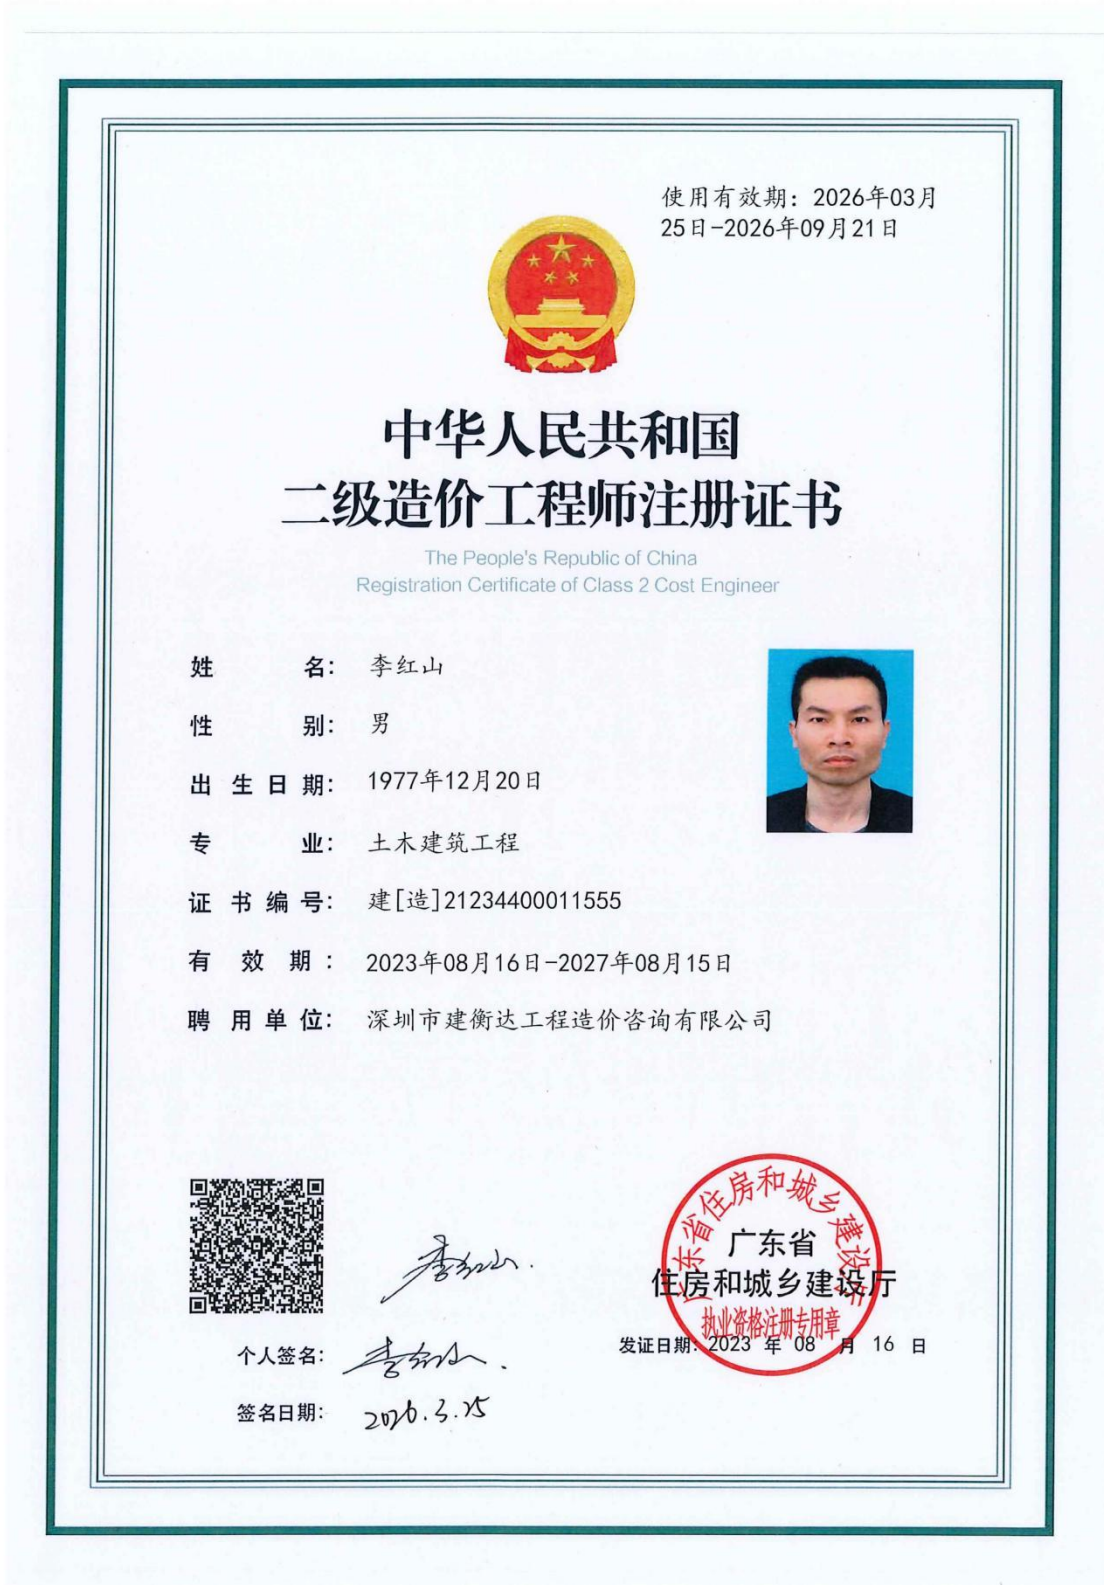 使用有效期：2026年03月
25日-2026年09月21日
中华人民共和国
二级造价工程师注册证书
The People's Republic of China
Registration Certificate of Class 2 Cost Engineer
姓名：李红山
性别：男
出生日期：1977年12月20日
专业：土木建筑工程
证书编号：建[造]21234400011555
有效期：2023年08月16日-2027年08月15日
聘用单位：深圳市建衡达工程造价咨询有限公司
李红山.
广东省住房和城乡建设厅
广东省
住房和城乡建设厅
执业资格注册专用章
发证日期：2023 年 08 月 16 日
个人签名：李红山.
签名日期：2026.3.25